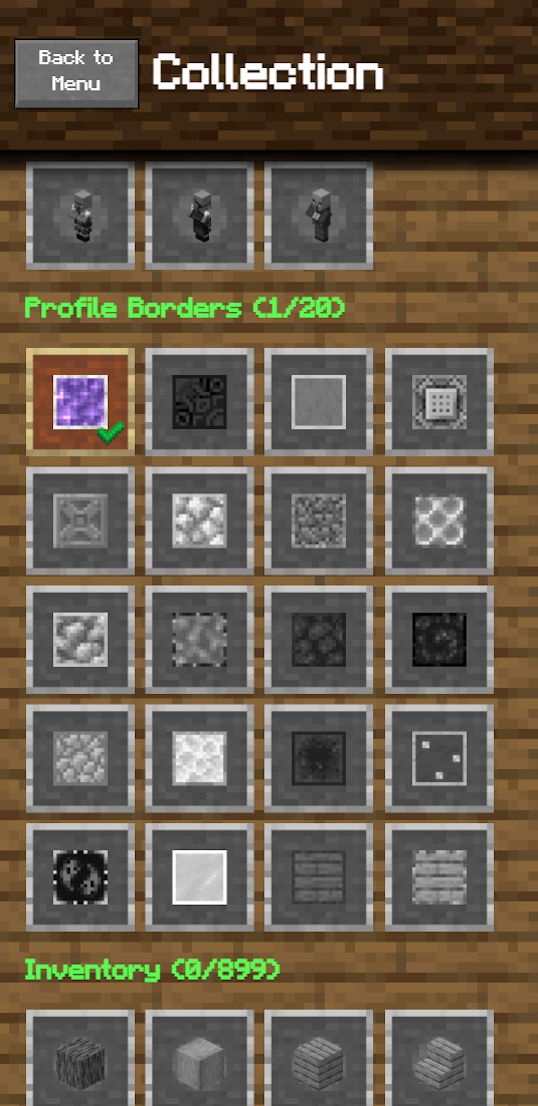 Back to
Menu
Collection
Profile Borders (1/20)
Inventory (0/899)